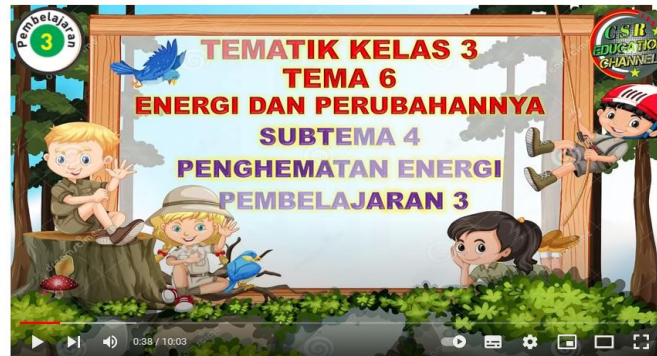 Pembelajaran
3
GSR
EDUCATION
CHANNEL
TEMATIK KELAS 3
TEMA 6
ENERGI DAN PERUBAHANNYA
SUBTEMA 4
PENGHEMATAN ENERGI
PEMBELAJARAN 3
0:38 / 10:03